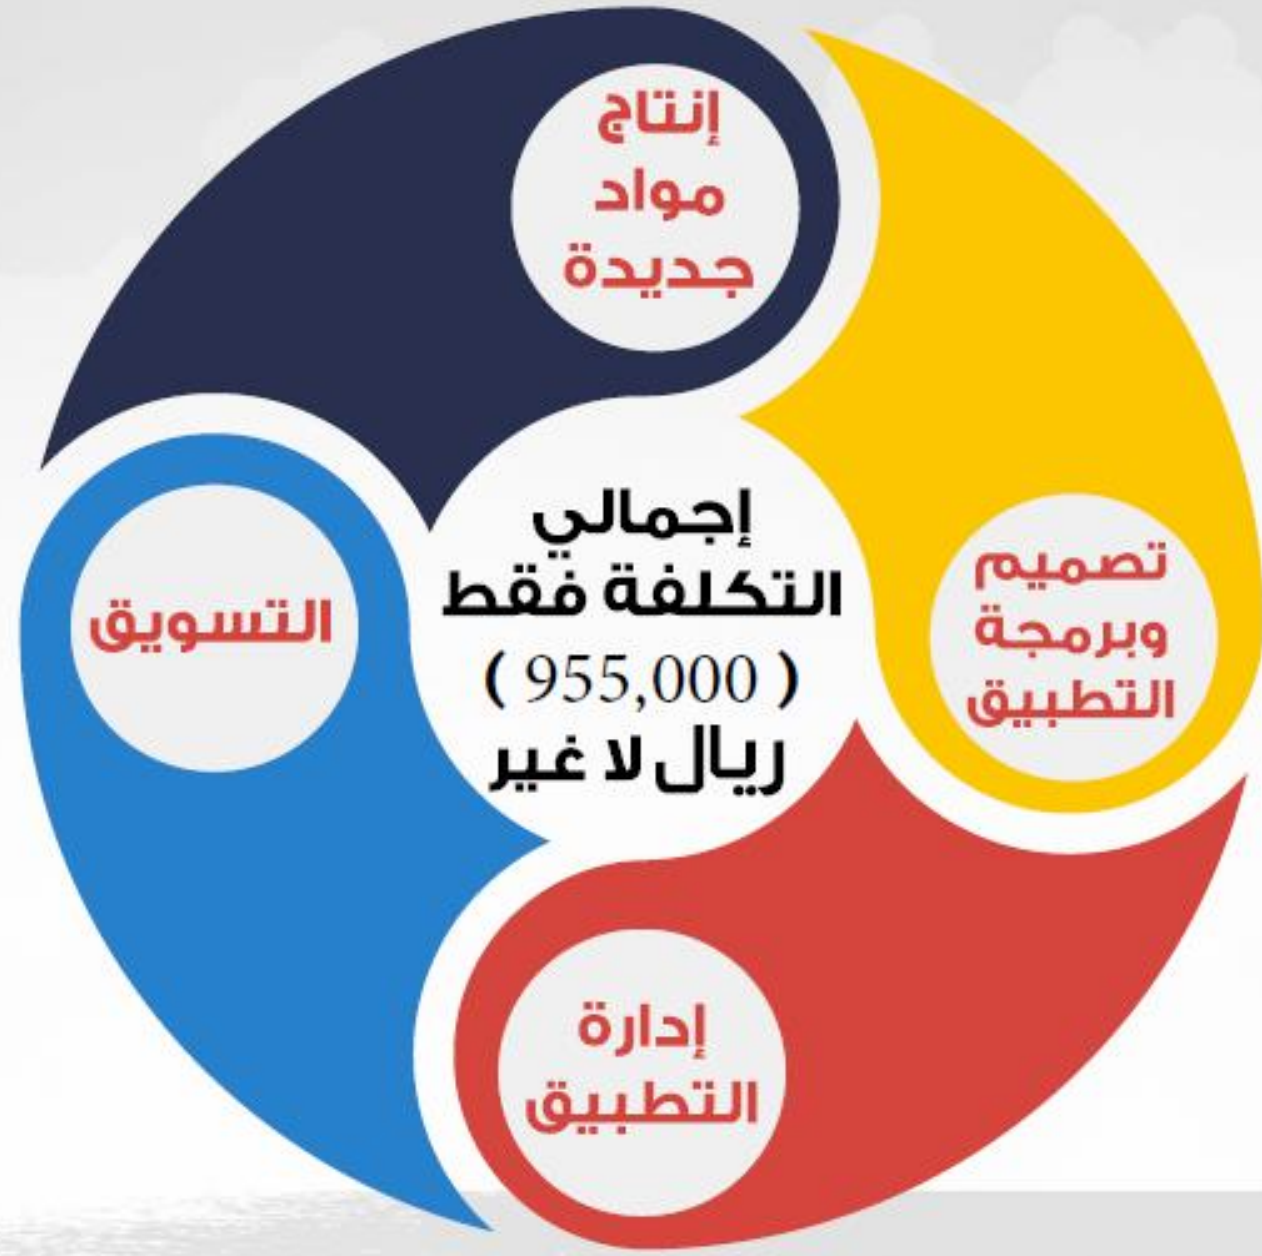 إنتاج
مواد
جديدة
تصميم
وبرمجة
التطبيق
إدارة
التطبيق
التسويق
إجمالي
التكلفة فقط
( 955,000 )
ريال لا غير